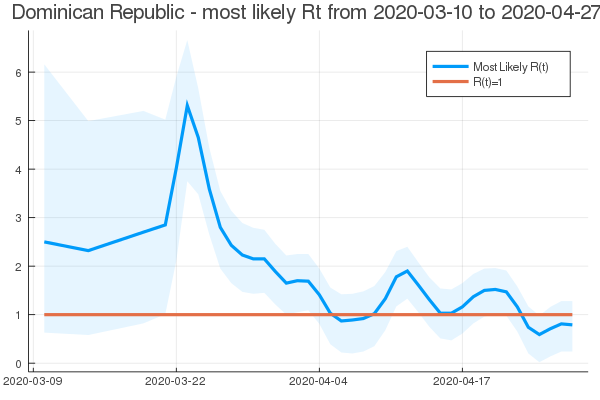 Dominican Republic - most likely Rt from 2020-03-10 to 2020-04-27
Most Likely R(t)
R(t)=1
6
5
4
3
2
1
0
2020-03-09 2020-03-22 2020-04-04 2020-04-17